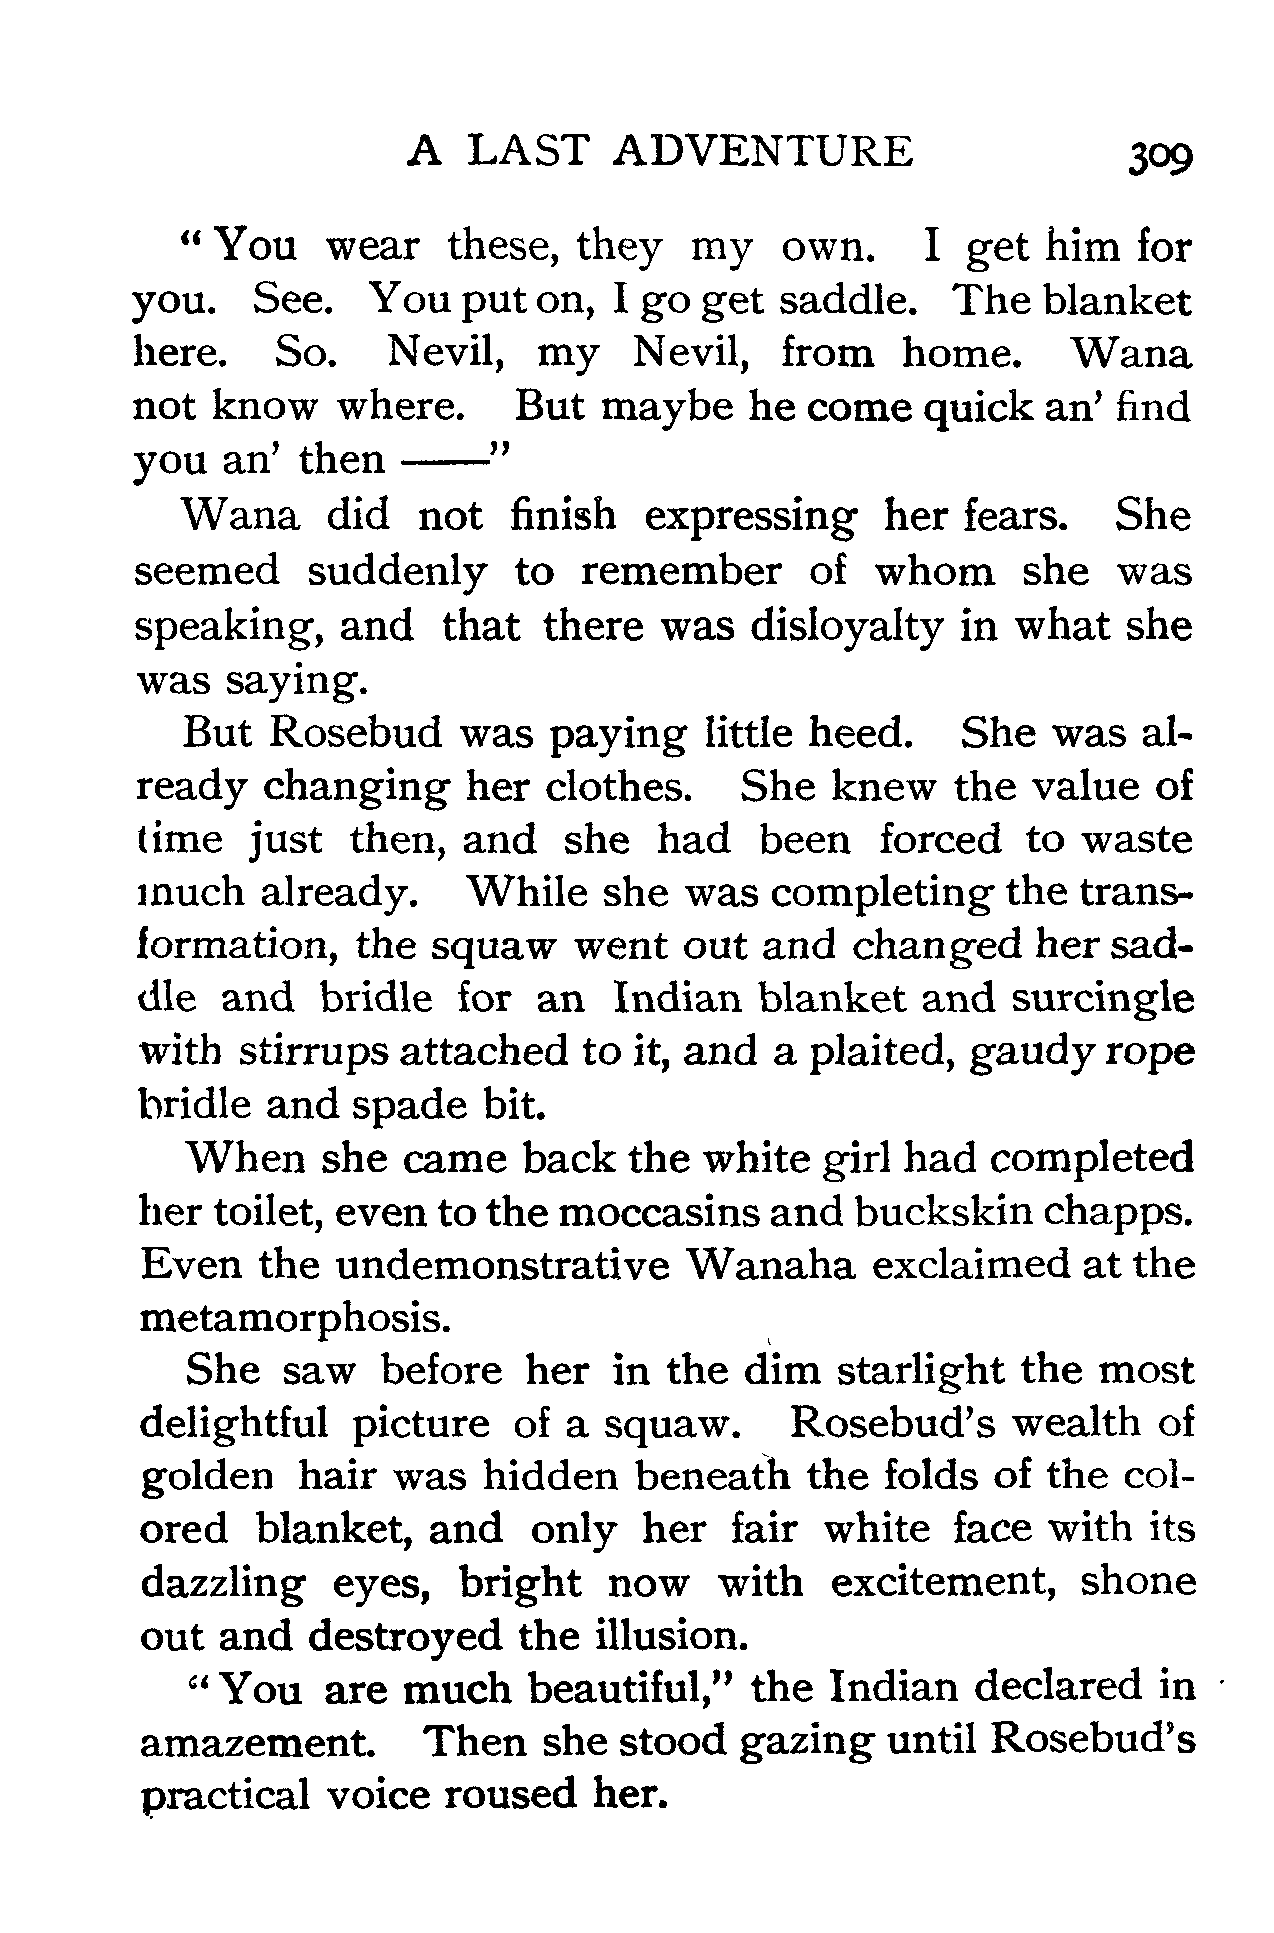 A LAST ADVENTURE 309
“ You wear these, they my own. I get him for
you. See. You put on, I go get saddle. The blanket
here. So. Nevil, my Nevil, from home. Wana
not know where. But maybe he come quick an’ find
you an’ then ——”
Wana did not finish expressing her fears. She
seemed suddenly to remember of whom she was
speaking, and that there was disloyalty in what she
was saying.
But Rosebud was paying little heed. She was al-
ready changing her clothes. She knew the value of
time just then, and she had been forced to waste
much already. While she was completing the trans-
formation, the squaw went out and changed her sad-
dle and bridle for an Indian blanket and surcingle
with stirrups attached to it, and a plaited, gaudy rope
bridle and spade bit.
When she came back the white girl had completed
her toilet, even to the moccasins and buckskin chapps.
Even the undemonstrative Wanaha exclaimed at the
metamorphosis.
She saw before her in the dim starlight the most
delightful picture of a squaw. Rosebud’s wealth of
golden hair was hidden beneath the folds of the col-
ored blanket, and only her fair white face with its
dazzling eyes, bright now with excitement, shone
out and destroyed the illusion.
“ You are much beautiful,” the Indian declared in
amazement. Then she stood gazing until Rosebud’s
practical voice roused her.